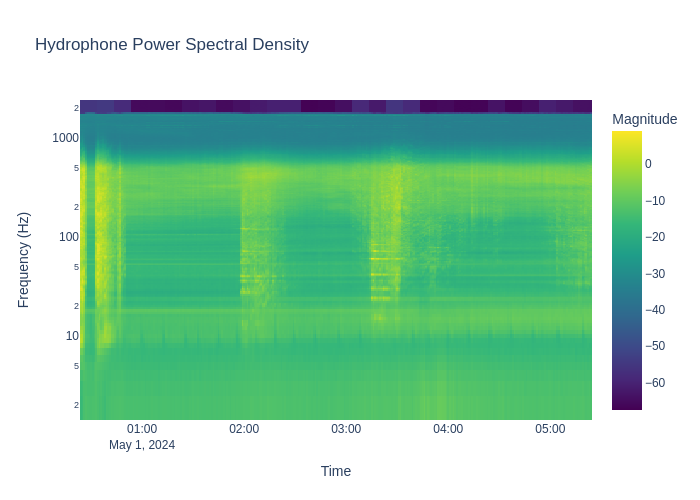 Hydrophone Power Spectral Density
Magnitude
0
−10
−20
−30
−40
−50
−60
2
1000
5
2
100
5
2
10
5
2
Frequency (Hz)
01:00 02:00 03:00 04:00 05:00
May 1, 2024
Time